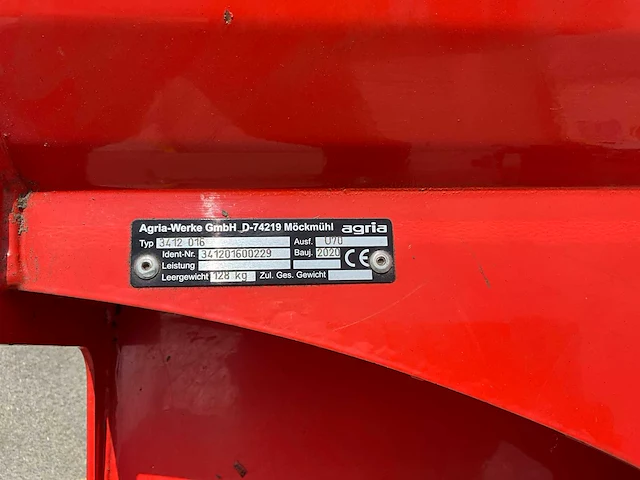 Agria-Werke GmbH D-74219 Möckmühl agria
Typ 3412 016 Ausf. U70
Ident-Nr. 341201600229 Bauj. 2020 CE
Leistung
Leergewicht 128 kg Zul. Ges. Gewicht